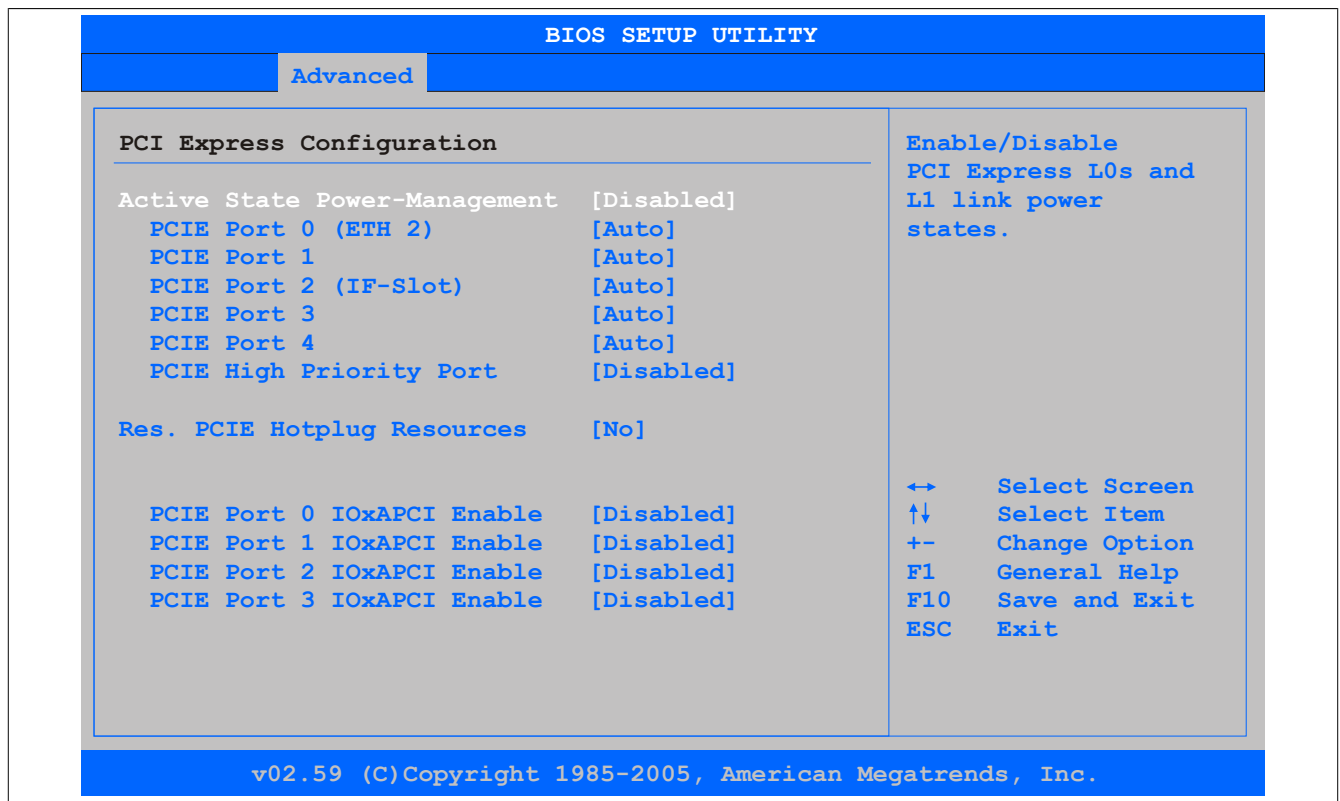 BIOS SETUP UTILITY
Advanced
PCI Express Configuration
Active State Power-Management [Disabled]
PCIE Port 0 (ETH 2) [Auto]
PCIE Port 1 [Auto]
PCIE Port 2 (IF-Slot) [Auto]
PCIE Port 3 [Auto]
PCIE Port 4 [Auto]
PCIE High Priority Port [Disabled]
Res. PCIE Hotplug Resources [No]
PCIE Port 0 IOxAPCI Enable [Disabled]
PCIE Port 1 IOxAPCI Enable [Disabled]
PCIE Port 2 IOxAPCI Enable [Disabled]
PCIE Port 3 IOxAPCI Enable [Disabled]
Enable/Disable
PCI Express L0s and
L1 link power
states.
↔ Select Screen
↑↓ Select Item
+- Change Option
F1 General Help
F10 Save and Exit
ESC Exit
v02.59 (C)Copyright 1985-2005, American Megatrends, Inc.